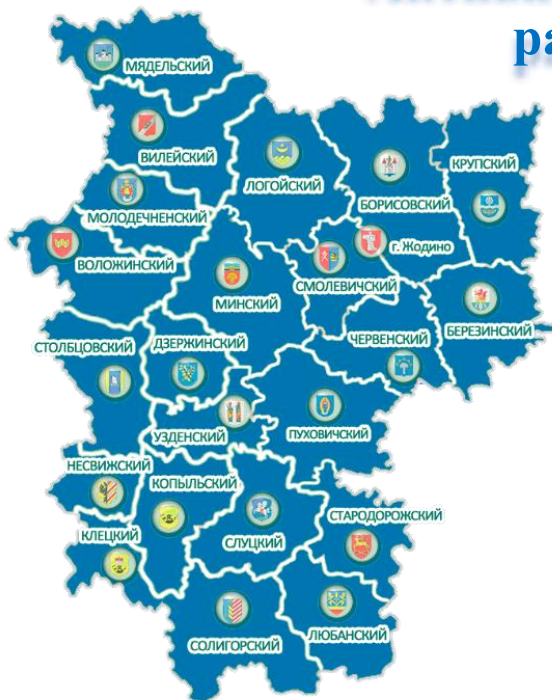 ра
МЯДЕЛЬСКИЙ
ВИЛЕЙСКИЙ
ЛОГОЙСКИЙ
КРУПСКИЙ
БОРИСОВСКИЙ
МОЛОДЕЧНЕНСКИЙ
г. Жодино
ВОЛОЖИНСКИЙ
СМОЛЕВИЧСКИЙ
МИНСКИЙ
БЕРЕЗИНСКИЙ
ЧЕРВЕНСКИЙ
СТОЛБЦОВСКИЙ
ДЗЕРЖИНСКИЙ
УЗДЕНСКИЙ
ПУХОВИЧСКИЙ
НЕСВИЖСКИЙ
КОПЫЛЬСКИЙ
СТАРОДОРОЖСКИЙ
КЛЕЦКИЙ
СЛУЦКИЙ
ЛЮБАНСКИЙ
СОЛИГОРСКИЙ